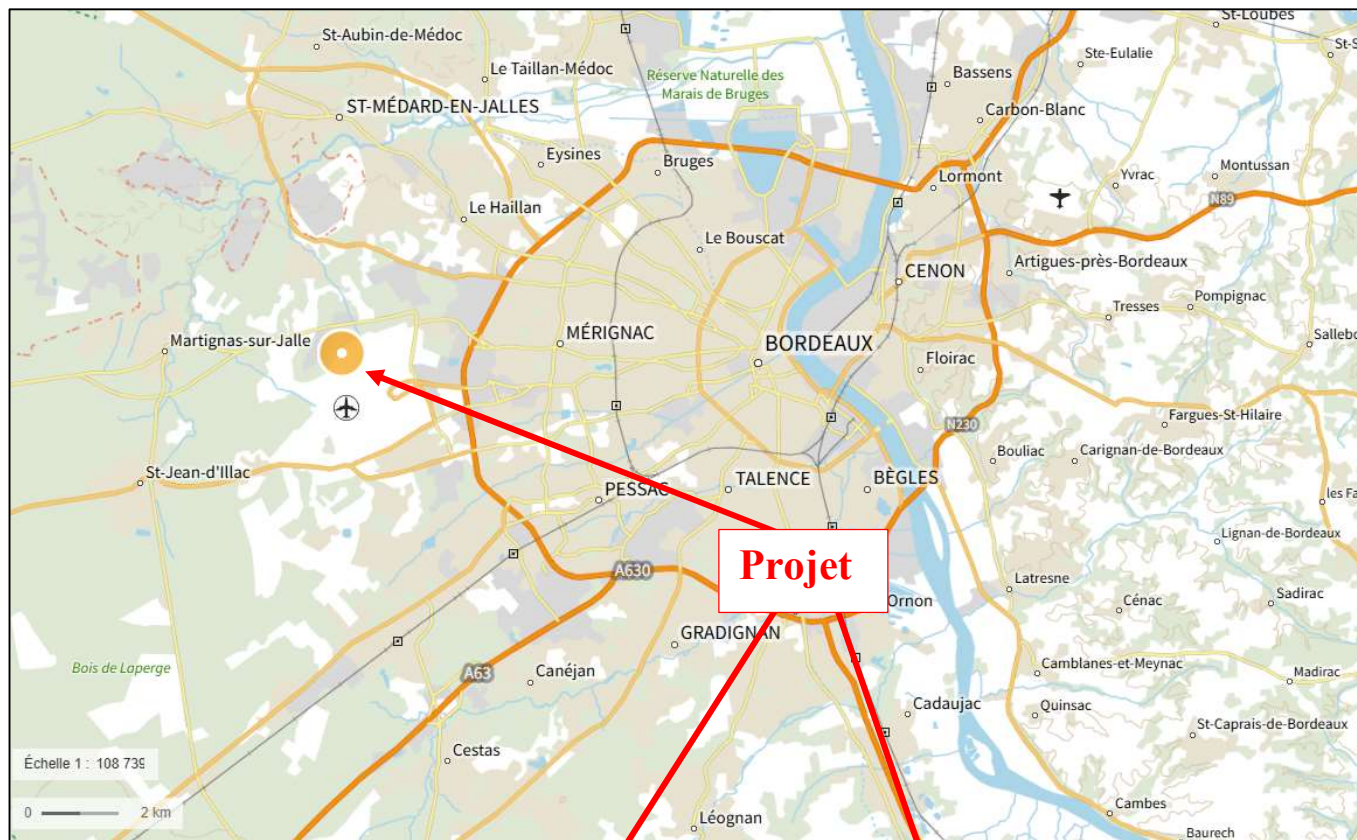 St-Loubès
St-Aubin-de-Médoc
Ste-Eulalie
St-S
Le Taillan-Médoc
Réserve Naturelle des
Marais de Bruges
Bassens
ST-MÉDARD-EN-JALLES
Carbon-Blanc
Eysines
Bruges
Montussan
Lormont
Yvrac
N89
Le Haillan
Le Bouscat
CENON
Artigues-près-Bordeaux
Tresses
Pompignac
Martignas-sur-Jalle
MÉRIGNAC
BORDEAUX
Floirac
Sallebo
Fargues-St-Hilaire
N230
Bouliac
Carignan-de-Bordeaux
St-Jean-d'Illac
PESSAC
TALENCE
BÈGLES
les Fa
Lignan-de-Bordeaux
A630
Projet
Latresne
Ornon
Cénac
Sadirac
GRADIGNAN
Bois de Laperge
A63
Canéjan
Camblanes-et-Meynac
Madirac
Cadaujac
Quinsac
St-Caprais-de-Bordeaux
Cestas
Échelle 1 : 108 739
0
2 km
Léognan
Cambes
Baurech